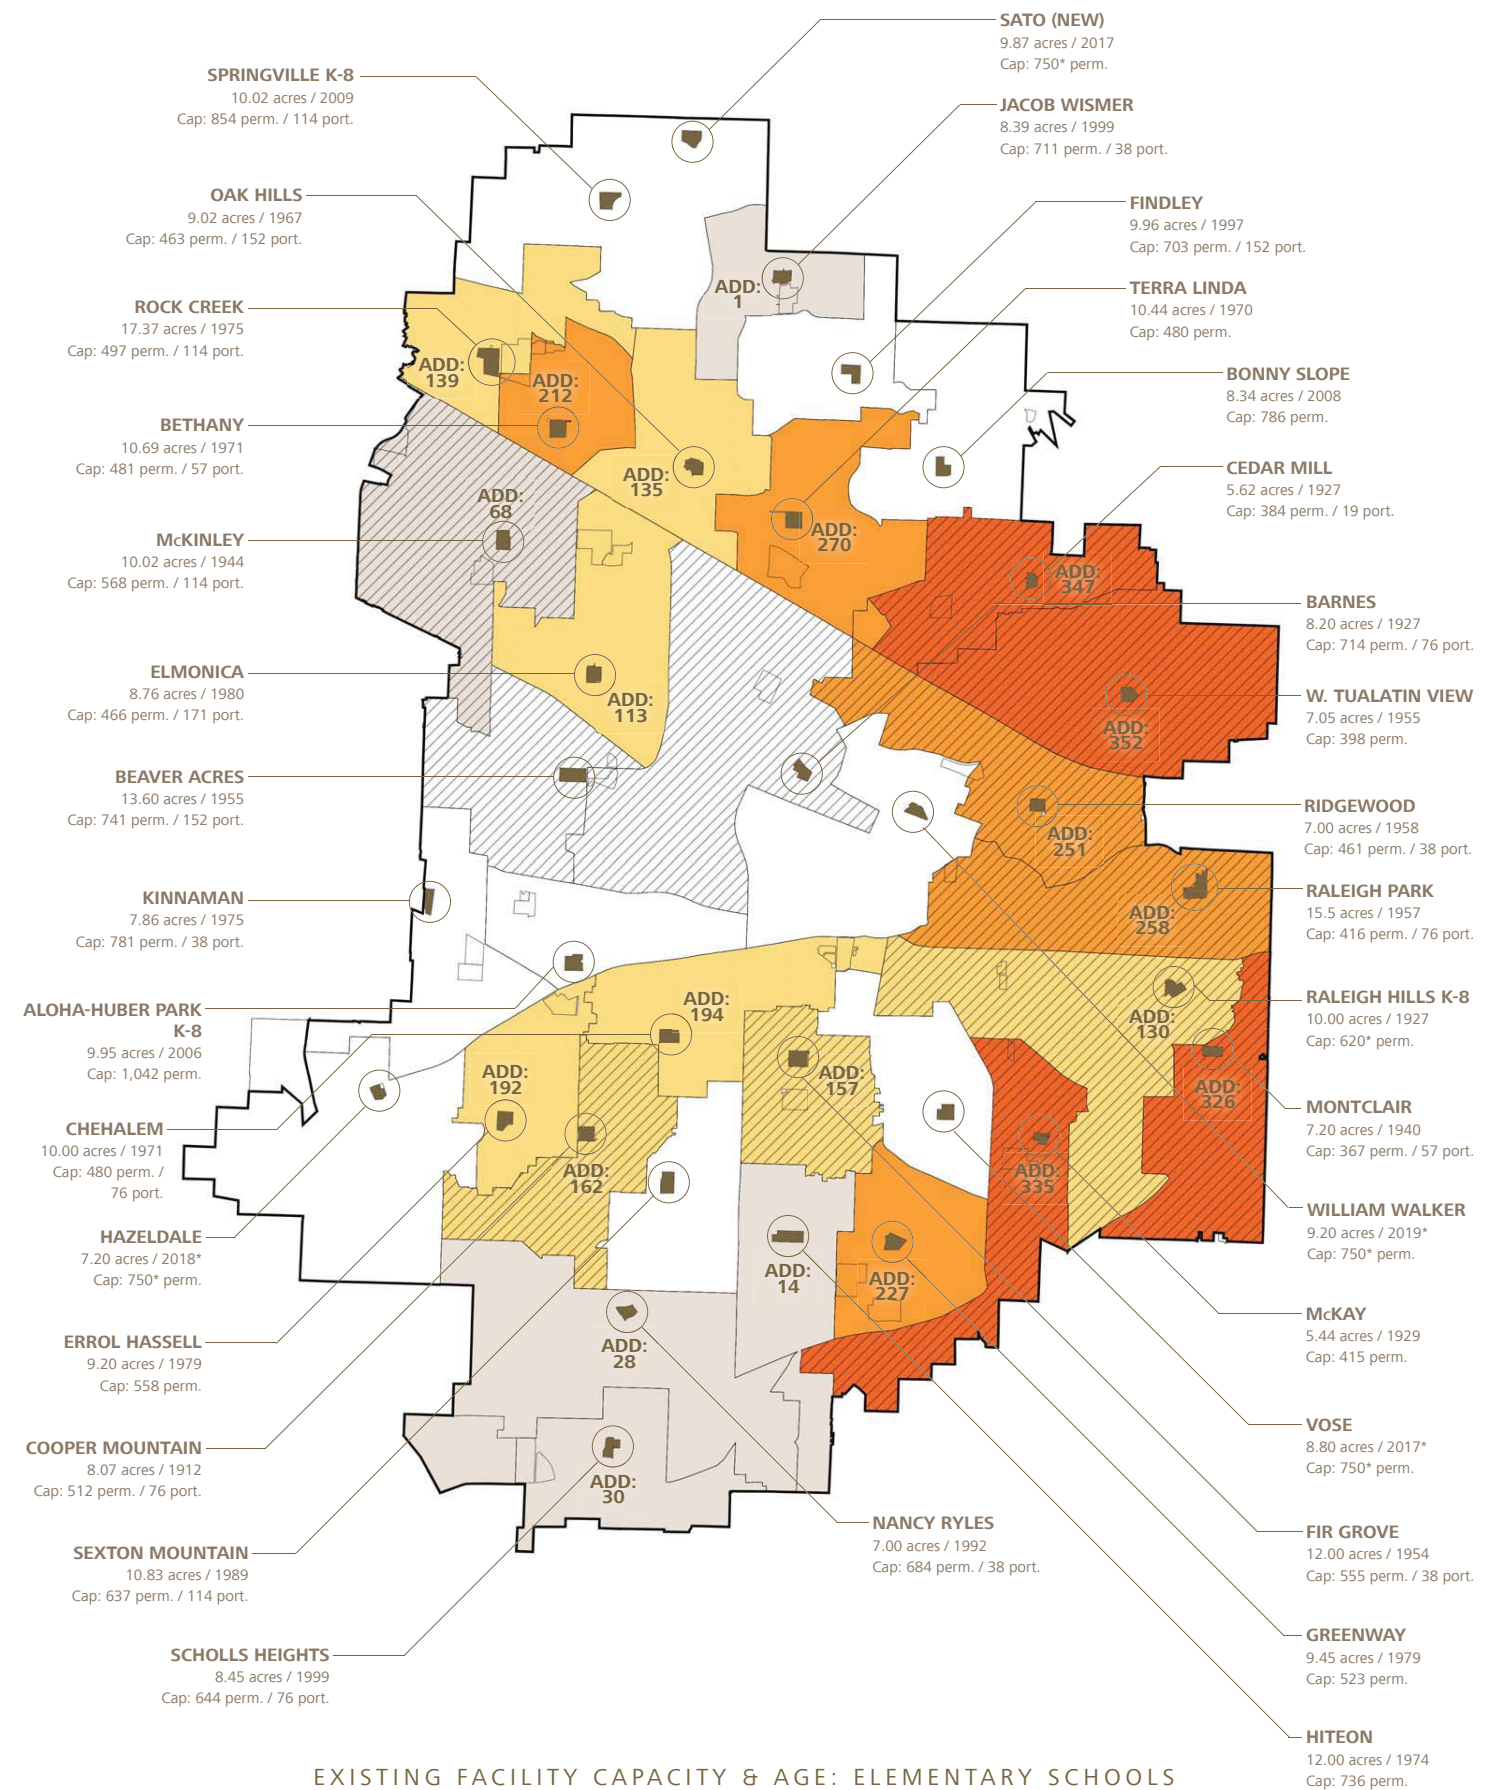 SATO (NEW)
9.87 acres / 2017
Cap: 750* perm.
SPRINGVILLE K-8
10.02 acres / 2009
Cap: 854 perm. / 114 port.
JACOB WISMER
8.39 acres / 1999
Cap: 711 perm. / 38 port.
OAK HILLS
9.02 acres / 1967
Cap: 463 perm. / 152 port.
FINDLEY
9.96 acres / 1997
Cap: 703 perm. / 152 port.
ROCK CREEK
17.37 acres / 1975
Cap: 497 perm. / 114 port.
TERRA LINDA
10.44 acres / 1970
Cap: 480 perm.
BETHANY
10.69 acres / 1971
Cap: 481 perm. / 57 port.
BONNY SLOPE
8.34 acres / 2008
Cap: 786 perm.
CEDAR MILL
5.62 acres / 1927
Cap: 384 perm. / 19 port.
McKINLEY
10.02 acres / 1944
Cap: 568 perm. / 114 port.
BARNES
8.20 acres / 1927
Cap: 714 perm. / 76 port.
ELMONICA
8.76 acres / 1980
Cap: 466 perm. / 171 port.
W. TUALATIN VIEW
7.05 acres / 1955
Cap: 398 perm.
BEAVER ACRES
13.60 acres / 1955
Cap: 741 perm. / 152 port.
RIDGEWOOD
7.00 acres / 1958
Cap: 461 perm. / 38 port.
KINNAMAN
7.86 acres / 1975
Cap: 781 perm. / 38 port.
RALEIGH PARK
15.5 acres / 1957
Cap: 416 perm. / 76 port.
ALOHA-HUBER PARK
K-8
9.95 acres / 2006
Cap: 1,042 perm.
RALEIGH HILLS K-8
10.00 acres / 1927
Cap: 620* perm.
CHEHALEM
10.00 acres / 1971
Cap: 480 perm. /
76 port.
MONTCLAIR
7.20 acres / 1940
Cap: 367 perm. / 57 port.
HAZELDALE
7.20 acres / 2018*
Cap: 750* perm.
WILLIAM WALKER
9.20 acres / 2019*
Cap: 750* perm.
ERROL HASSELL
9.20 acres / 1979
Cap: 558 perm.
McKAY
5.44 acres / 1929
Cap: 415 perm.
COOPER MOUNTAIN
8.07 acres / 1912
Cap: 512 perm. / 76 port.
VOSE
8.80 acres / 2017*
Cap: 750* perm.
SEXTON MOUNTAIN
10.83 acres / 1989
Cap: 637 perm. / 114 port.
NANCY RYLES
7.00 acres / 1992
Cap: 684 perm. / 38 port.
FIR GROVE
12.00 acres / 1954
Cap: 555 perm. / 38 port.
SCHOLLS HEIGHTS
8.45 acres / 1999
Cap: 644 perm. / 76 port.
GREENWAY
9.45 acres / 1979
Cap: 523 perm.
HITEON
12.00 acres / 1974
Cap: 736 perm.
ADD:
1
ADD:
139
ADD:
212
ADD:
135
ADD:
68
ADD:
270
ADD:
347
ADD:
113
ADD:
352
ADD:
251
ADD:
258
ADD:
194
ADD:
130
ADD:
192
ADD:
157
ADD:
326
ADD:
162
ADD:
335
ADD:
14
ADD:
227
ADD:
28
ADD:
30
EXISTING FACILITY CAPACITY & AGE: ELEMENTARY SCHOOLS